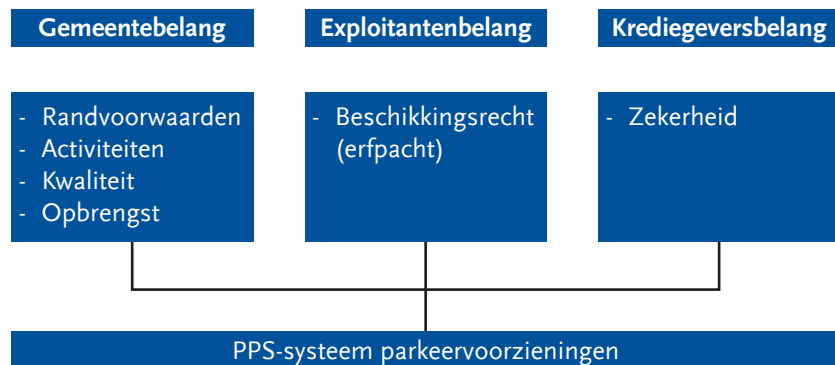 Gemeentebelang
Exploitantenbelang
Krediegeversbelang
- Randvoorwaarden
- Activiteiten
- Kwaliteit
- Opbrengst
- Beschikkingsrecht
(erfpacht)
- Zekerheid
PPS-systeem parkeervoorzieningen